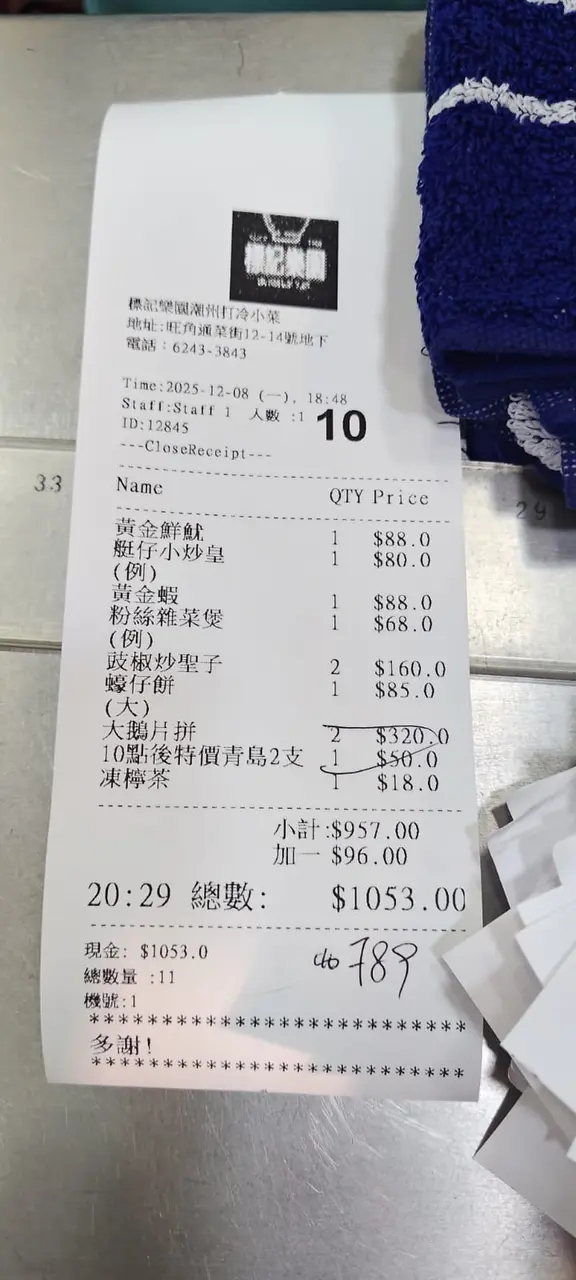 標記樂園
標記樂園潮州打冷小菜
地址:旺角通菜街12-14號地下
電話：6243-3843
Time:2025-12-08 (一), 18:48
Staff:Staff 1 人數 :1 10
ID:12845
---CloseReceipt---
Name QTY Price
黃金鮮魷 1 $88.0
艇仔小炒皇 1 $80.0
(例)
黃金蝦 1 $88.0
粉絲雜菜煲 1 $68.0
(例)
豉椒炒聖子 2 $160.0
蠔仔餅 1 $85.0
(大)
大鵝片拼 2 $320.0
10點後特價青島2支 1 $50.0
凍檸茶 1 $18.0
小計:$957.00
加一 $96.00
20:29 總數: $1053.00
現金: $1053.0
789
總數量 :11
機號:1
**************************
多謝!
**************************
33
29